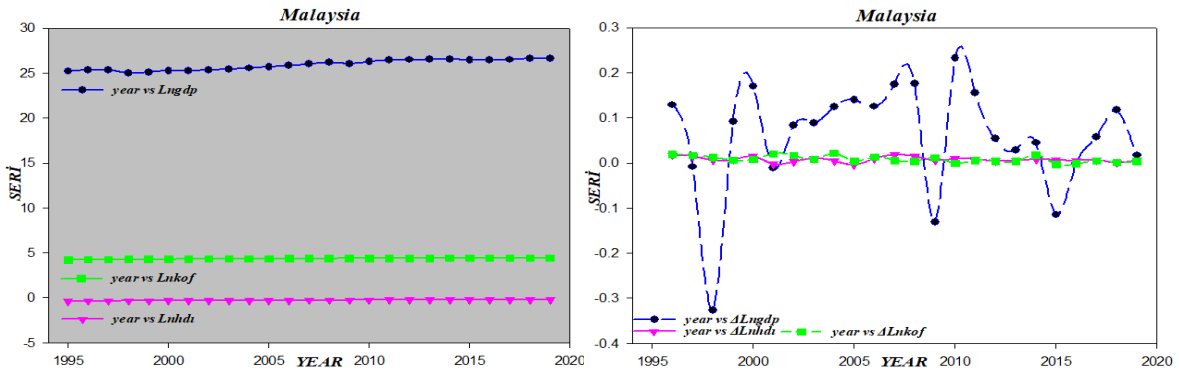 Malaysia
30
25
20
15
10
5
0
-5
SERİ
year vs Lngdp
year vs Lnkof
year vs Lnhdı
1995
2000
2005
2010
2015
2020
YEAR
Malaysia
0.3
0.2
0.1
0.0
-0.1
-0.2
-0.3
-0.4
SERİ
year vs ΔLngdp
year vs ΔLnhdı
year vs ΔLnkof
1995
2000
2005
2010
2015
2020
YEAR